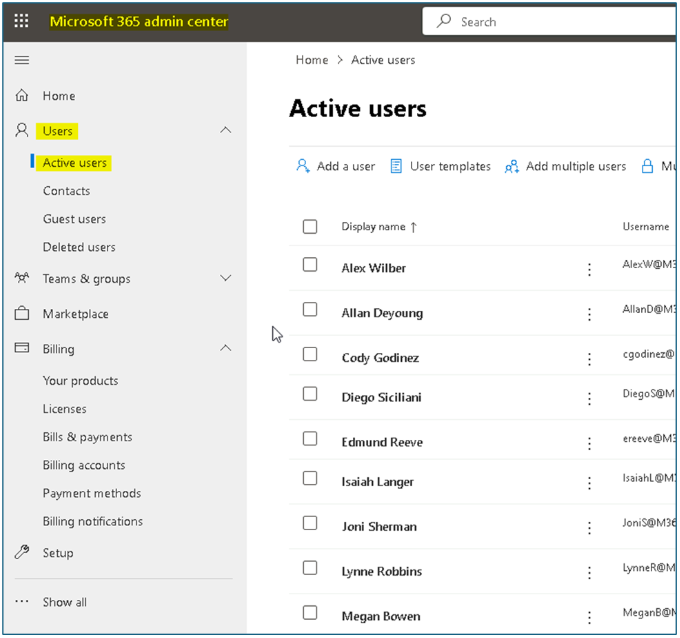 Microsoft 365 admin center
Search
Home
Users
Active users
Contacts
Guest users
Deleted users
Teams & groups
Marketplace
Billing
Your products
Licenses
Bills & payments
Billing accounts
Payment methods
Billing notifications
Setup
Show all
Home > Active users
Active users
Add a user User templates Add multiple users Mu
Display name ↑ Username
Alex Wilber AlexW@M3
Allan Deyoung AllanD@M3
Cody Godinez cgodinez@
Diego Siciliani DiegoS@M
Edmund Reeve ereeve@M3
Isaiah Langer IsaiahL@M
Joni Sherman JoniS@M36
Lynne Robbins LynneR@M
Megan Bowen MeganB@M